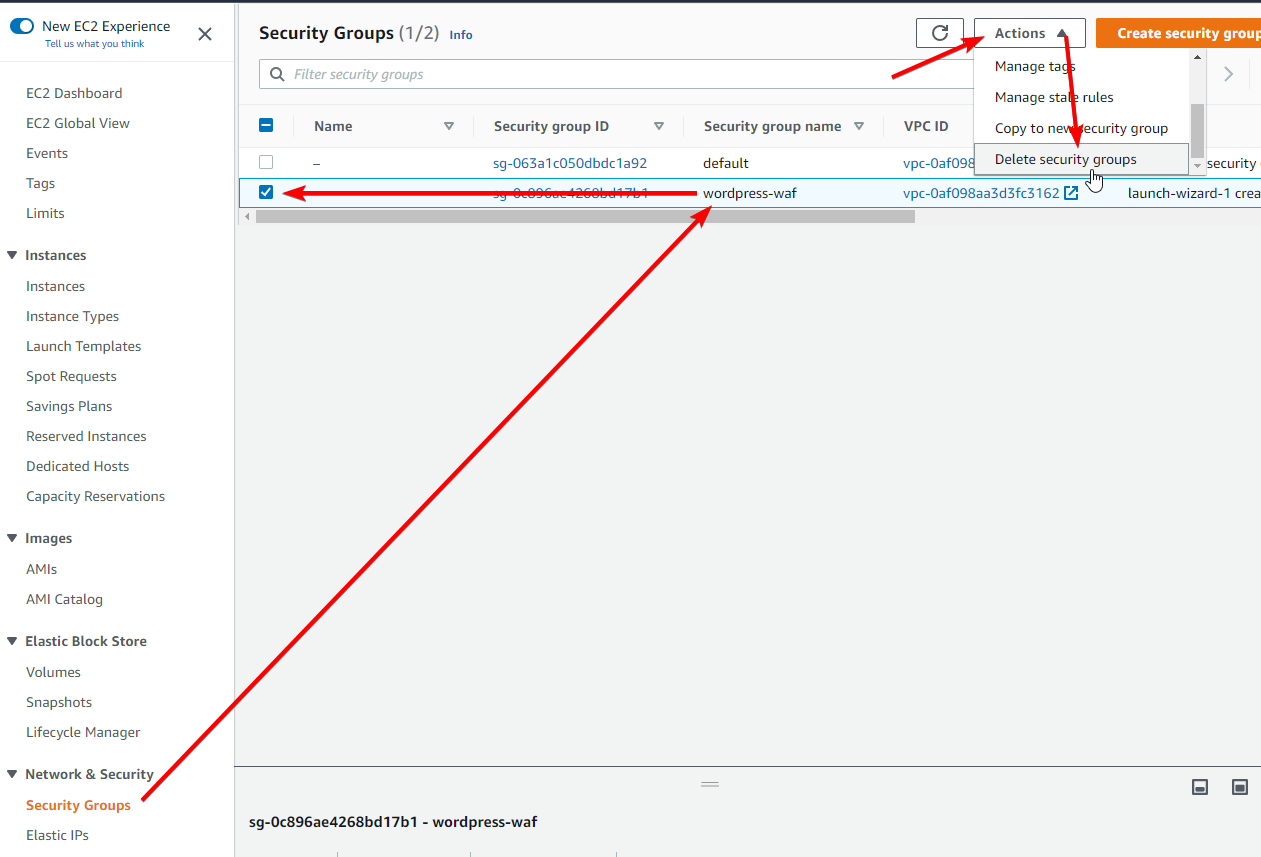 New EC2 Experience
Tell us what you think
EC2 Dashboard
EC2 Global View
Events
Tags
Limits
Instances
Instances
Instance Types
Launch Templates
Spot Requests
Savings Plans
Reserved Instances
Dedicated Hosts
Capacity Reservations
Images
AMIs
AMI Catalog
Elastic Block Store
Volumes
Snapshots
Lifecycle Manager
Network & Security
Security Groups
Elastic IPs
Security Groups (1/2) Info
Actions
Create security group
Filter security groups
Manage tags
Manage stale rules
Copy to new security group
Delete security groups
Name Security group ID Security group name VPC ID
– sg-063a1c050dbdc1a92 default vpc-0af098 security
sg-0c896ae4268bd17b1 wordpress-waf vpc-0af098aa3d3fc3162 launch-wizard-1 crea
sg-0c896ae4268bd17b1 - wordpress-waf